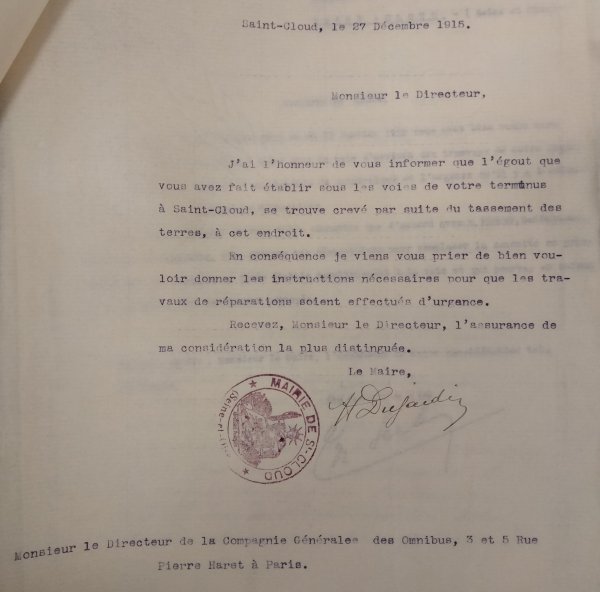 Saint-Cloud, le 27 Décembre 1915.
Monsieur le Directeur,
J'ai l'honneur de vous informer que l'égout que
vous avez fait établir sous les voies de votre terminus
à Saint-Cloud, se trouve crevé par suite du tassement des
terres, à cet endroit.
En conséquence je viens vous prier de bien vou-
loir donner les instructions nécessaires pour que les tra-
vaux de réparations soient effectués d'urgance.
Recevez, Monsieur le Directeur, l'assurance de
ma considération la plus distinguée.
Le Maire,
H Dujardin
MAIRIE DE ST-CLOUD
Monsieur le Directeur de la Compagnie Générales des Omnibus, 3 et 5 Rue
Pierre Haret à Paris.